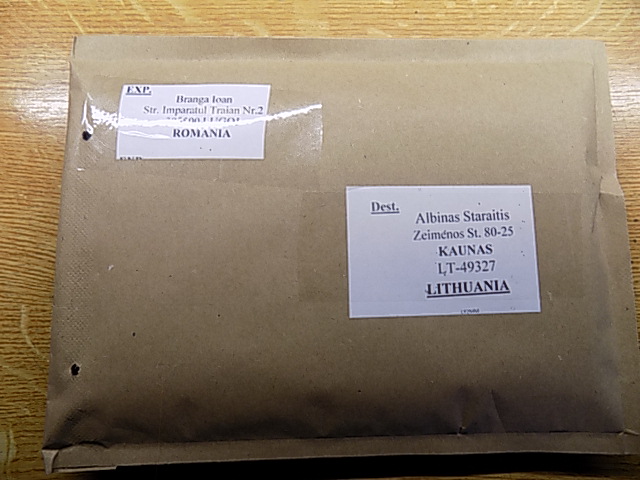 EXP.
Branga Ioan
Str. Imparatul Traian Nr.2
LUGOJ
ROMANIA
Dest.
Albinas Staraitis
Zeimenos St. 80-25
KAUNAS
LT-49327
LITHUANIA